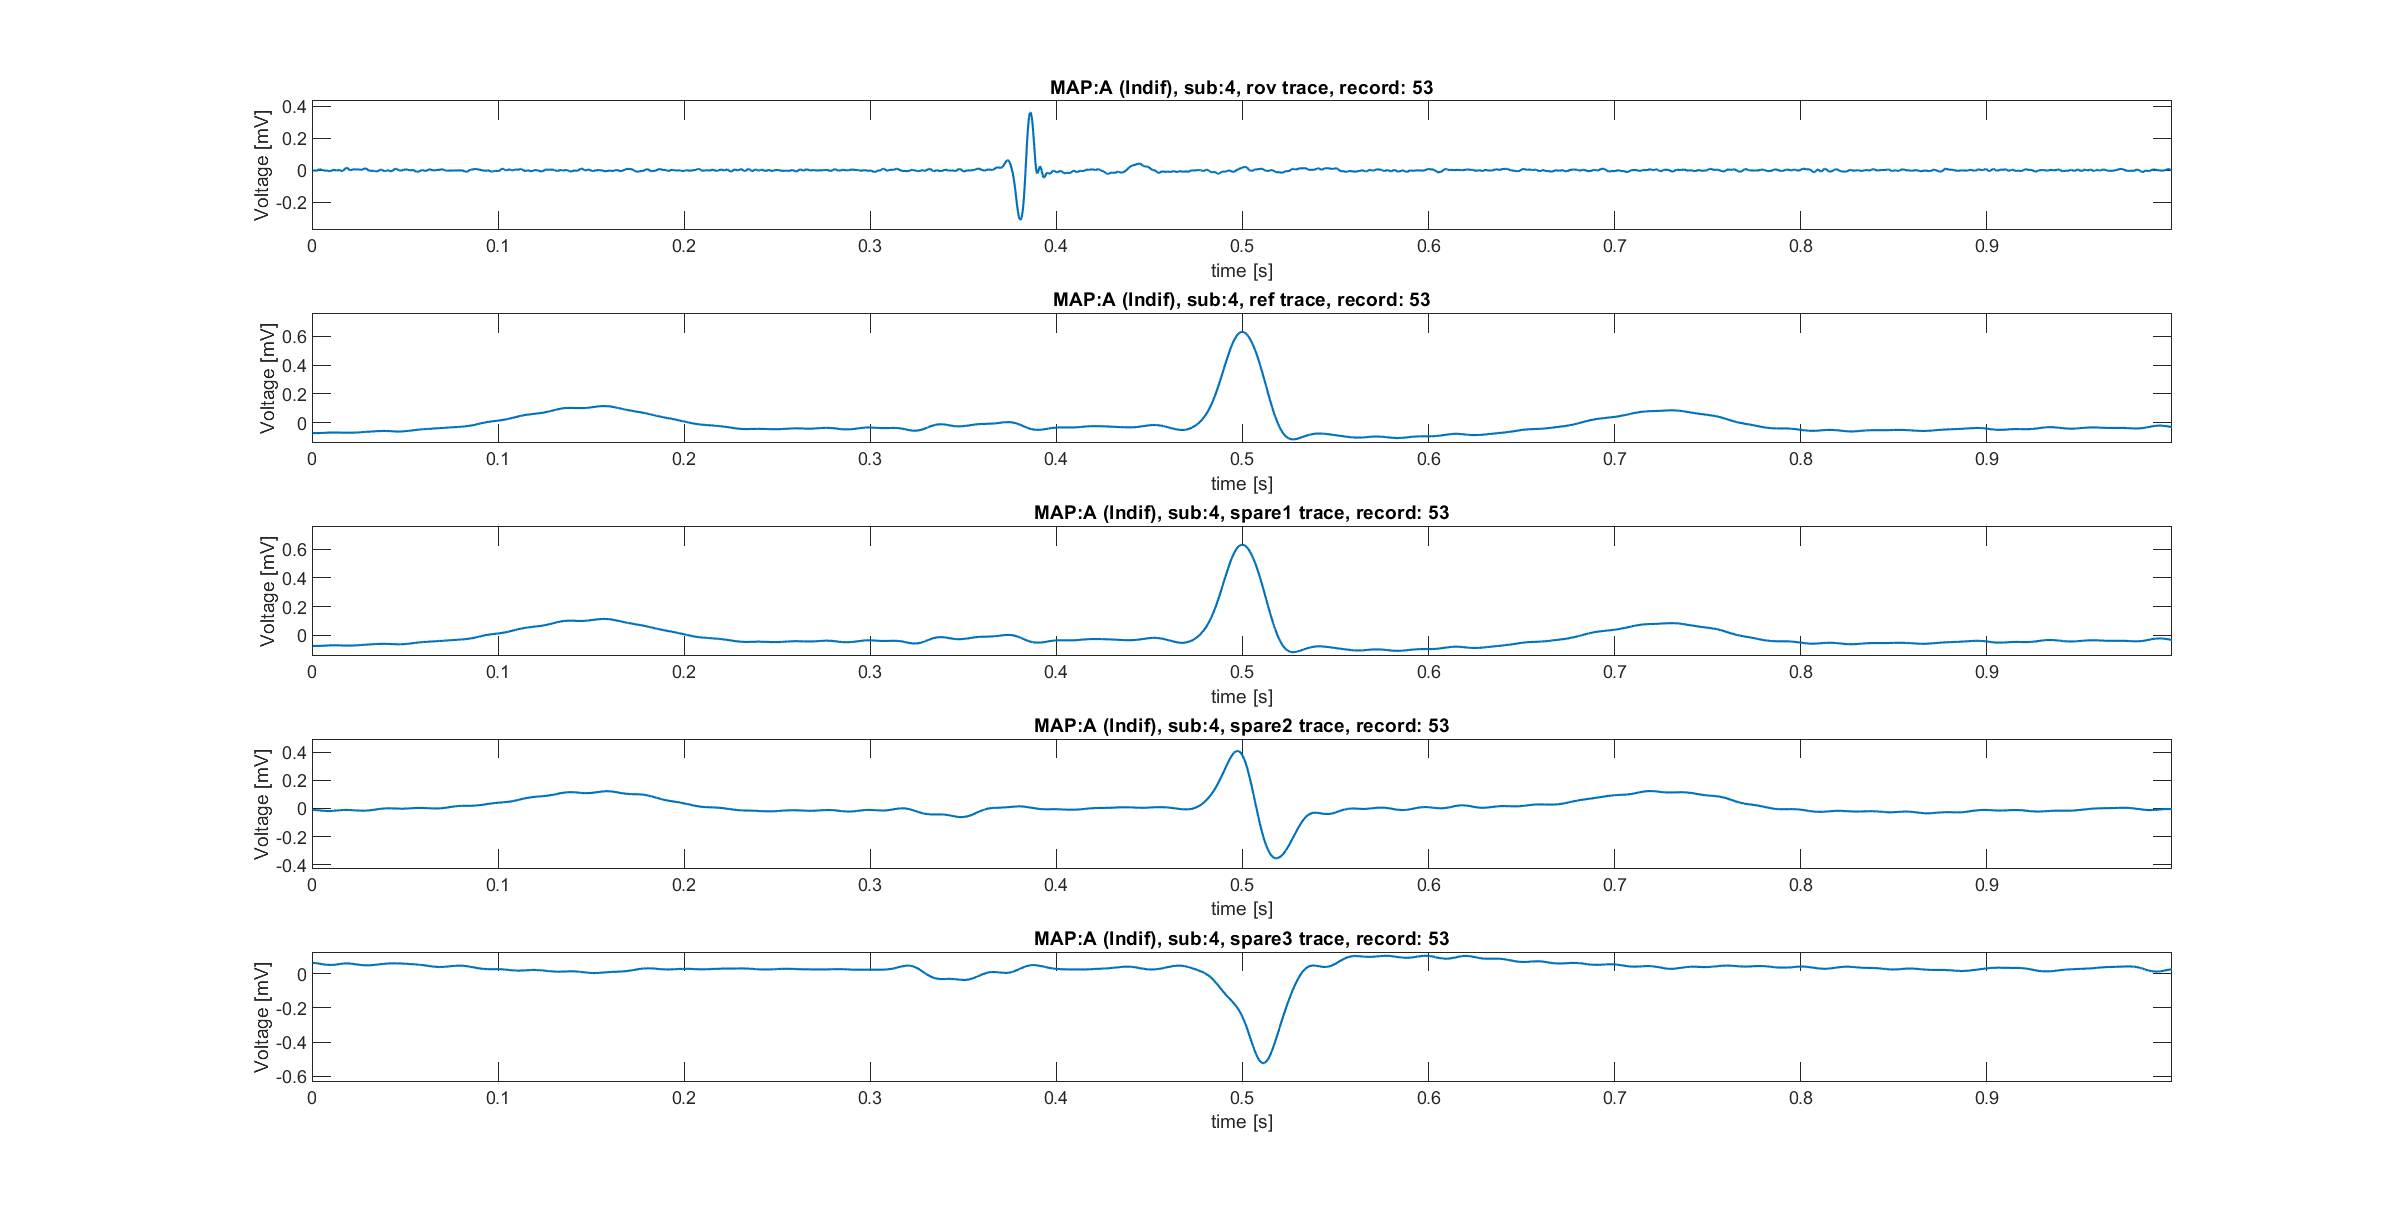 MAP:A (Indif), sub:4, rov trace, record: 53
Voltage [mV]
0.4
0.2
0
-0.2
0 0.1 0.2 0.3 0.4 0.5 0.6 0.7 0.8 0.9
time [s]
MAP:A (Indif), sub:4, ref trace, record: 53
Voltage [mV]
0.6
0.4
0.2
0
0 0.1 0.2 0.3 0.4 0.5 0.6 0.7 0.8 0.9
time [s]
MAP:A (Indif), sub:4, spare1 trace, record: 53
Voltage [mV]
0.6
0.4
0.2
0
0 0.1 0.2 0.3 0.4 0.5 0.6 0.7 0.8 0.9
time [s]
MAP:A (Indif), sub:4, spare2 trace, record: 53
Voltage [mV]
0.4
0.2
0
-0.2
-0.4
0 0.1 0.2 0.3 0.4 0.5 0.6 0.7 0.8 0.9
time [s]
MAP:A (Indif), sub:4, spare3 trace, record: 53
Voltage [mV]
0
-0.2
-0.4
-0.6
0 0.1 0.2 0.3 0.4 0.5 0.6 0.7 0.8 0.9
time [s]